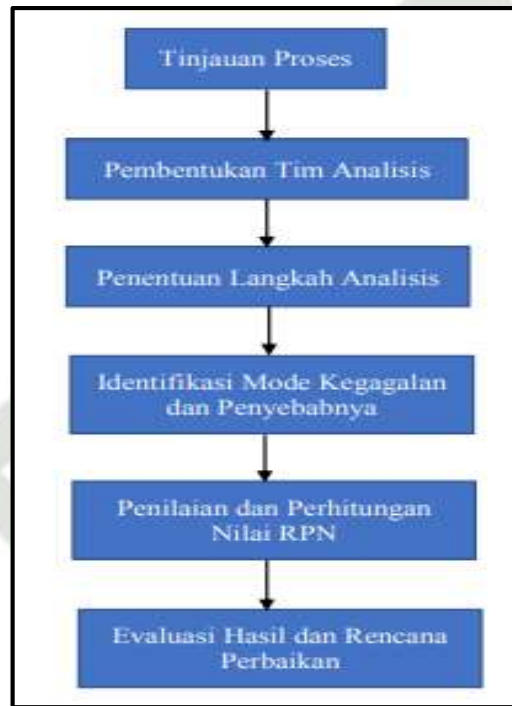 Tinjauan Proses
Pembentukan Tim Analisis
Penentuan Langkah Analisis
Identifikasi Mode Kegagalan
dan Penyebabnya
Penilaian dan Perhitungan
Nilai RPN
Evaluasi Hasil dan Rencana
Perbaikan